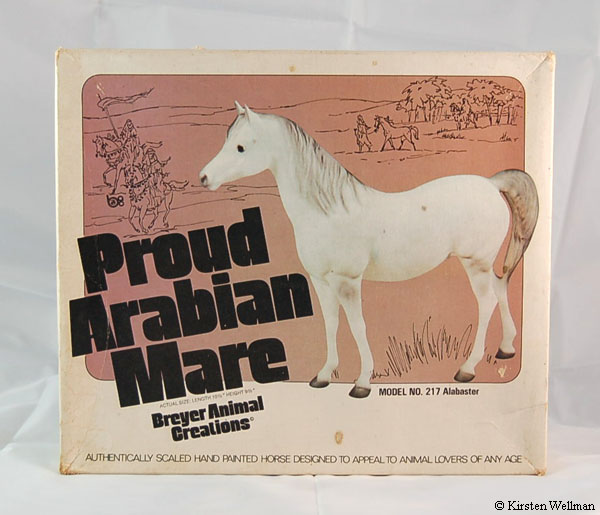 Proud
Arabian
Mare
Breyer Animal
Creations©
MODEL NO. 217 Alabaster
AUTHENTICALLY SCALED HAND PAINTED HORSE DESIGNED TO APPEAL TO ANIMAL LOVERS OF ANY AGE
© Kirsten Wellman